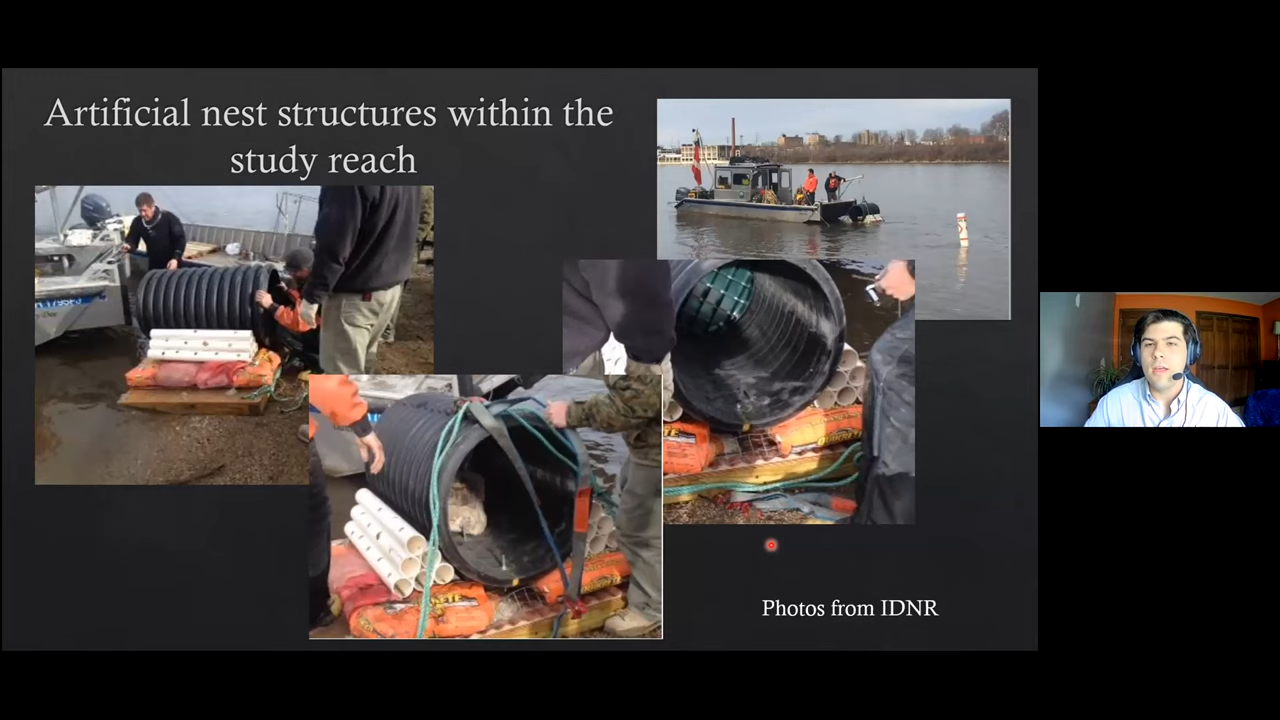 Artificial nest structures within the
study reach
Photos from IDNR